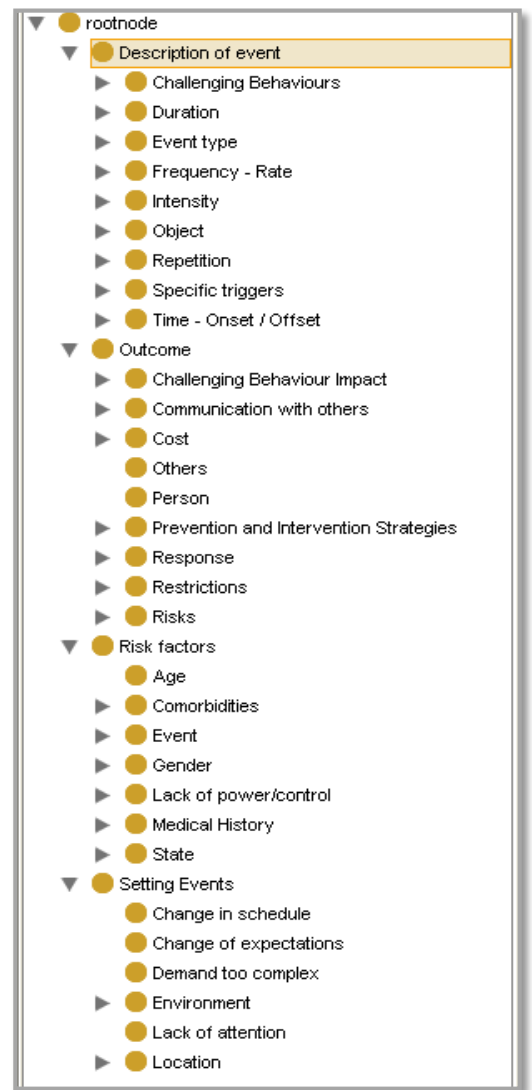 rootnode
Description of event
Challenging Behaviours
Duration
Event type
Frequency - Rate
Intensity
Object
Repetition
Specific triggers
Time - Onset / Offset
Outcome
Challenging Behaviour Impact
Communication with others
Cost
Others
Person
Prevention and Intervention Strategies
Response
Restrictions
Risks
Risk factors
Age
Comorbidities
Event
Gender
Lack of power/control
Medical History
State
Setting Events
Change in schedule
Change of expectations
Demand too complex
Environment
Lack of attention
Location